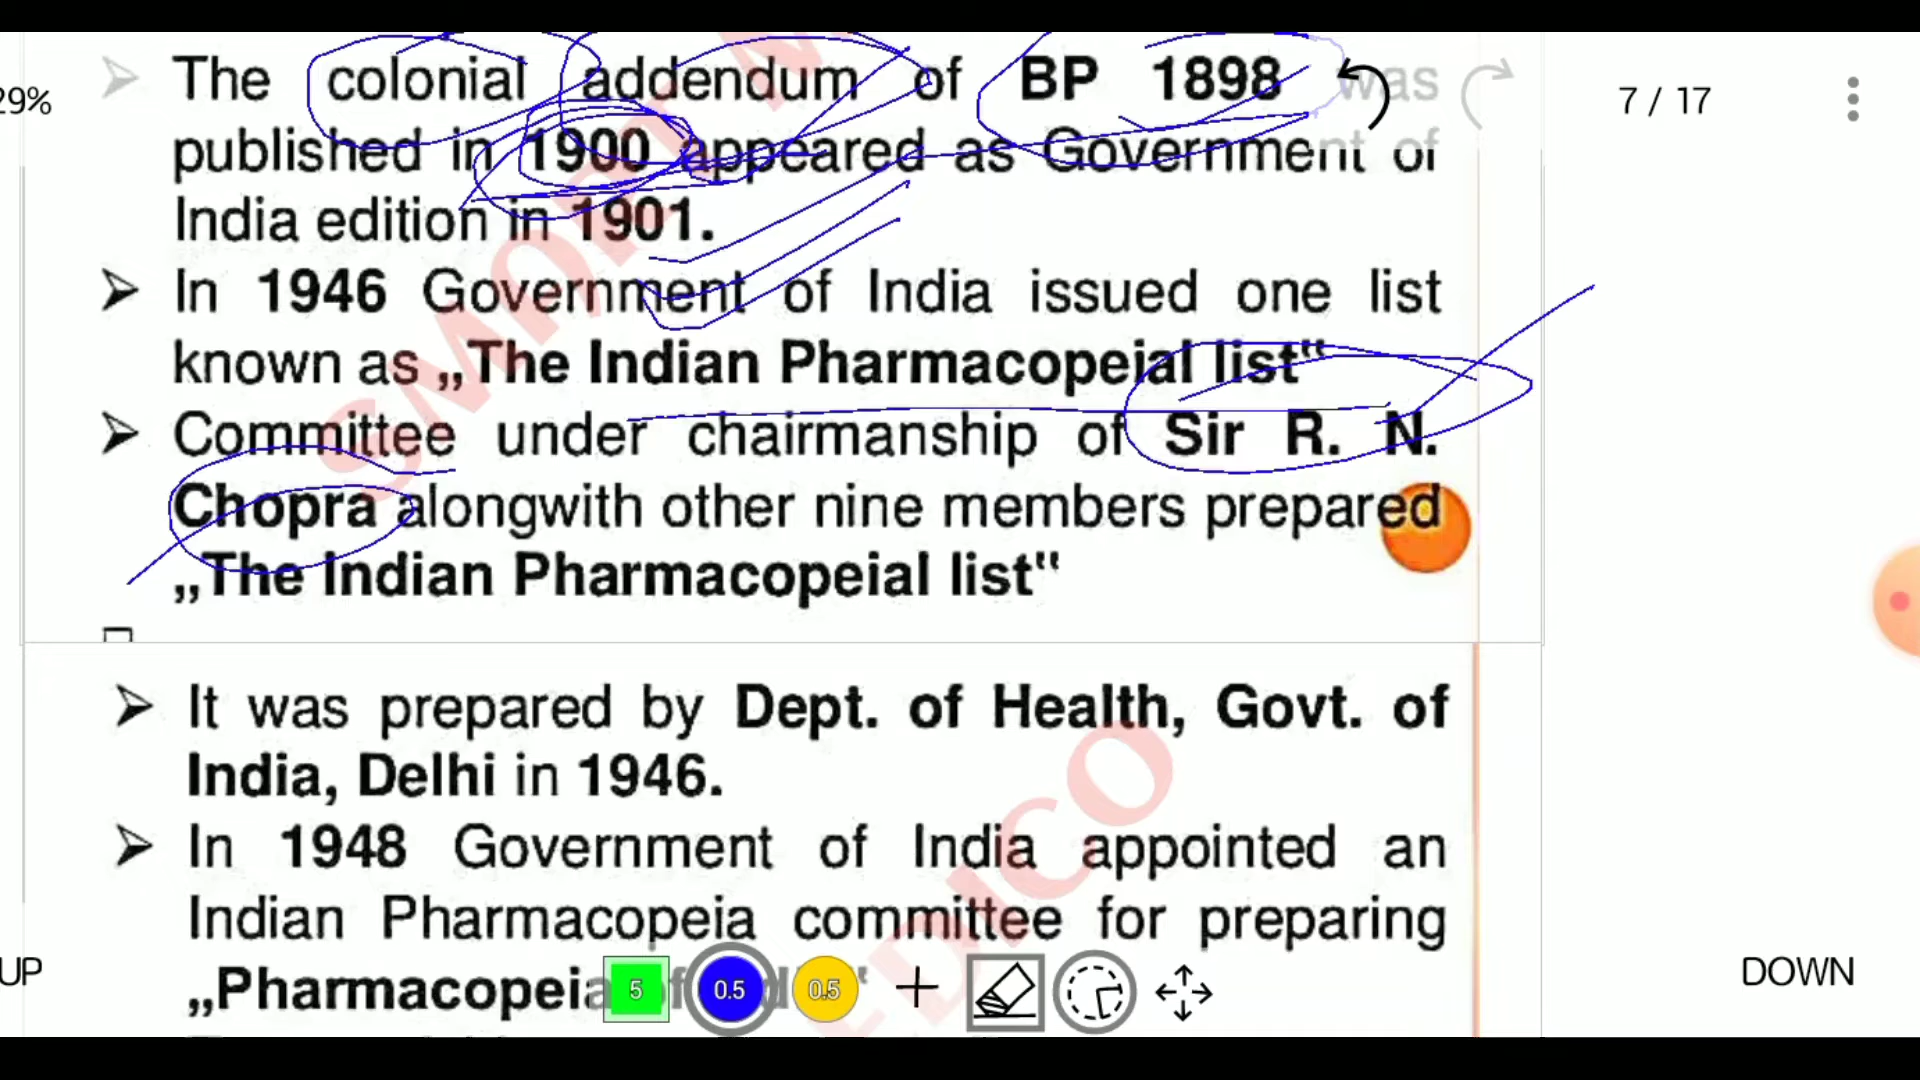 ➢ The colonial addendum of BP 1898 was
29%
7 / 17
published in 1900 appeared as Government of
India edition in 1901.
➢ In 1946 Government of India issued one list
known as „The Indian Pharmacopeial list‟
➢ Committee under chairmanship of Sir R. N.
Chopra alongwith other nine members prepared
„The Indian Pharmacopeial list‟
➢ It was prepared by Dept. of Health, Govt. of
India, Delhi in 1946.
➢ In 1948 Government of India appointed an
Indian Pharmacopeia committee for preparing
UP
DOWN
„Pharmacopeia
5
0.5
0.5